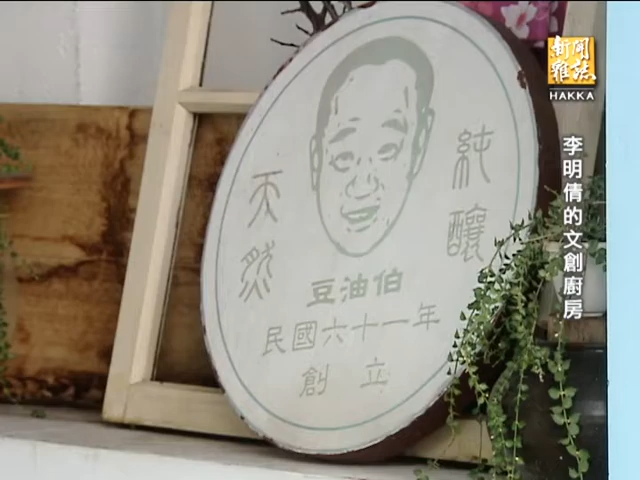 新聞
雜誌
HAKKA
李明倩的文創廚房
天然
純釀
豆油伯
民國六十一年
創立